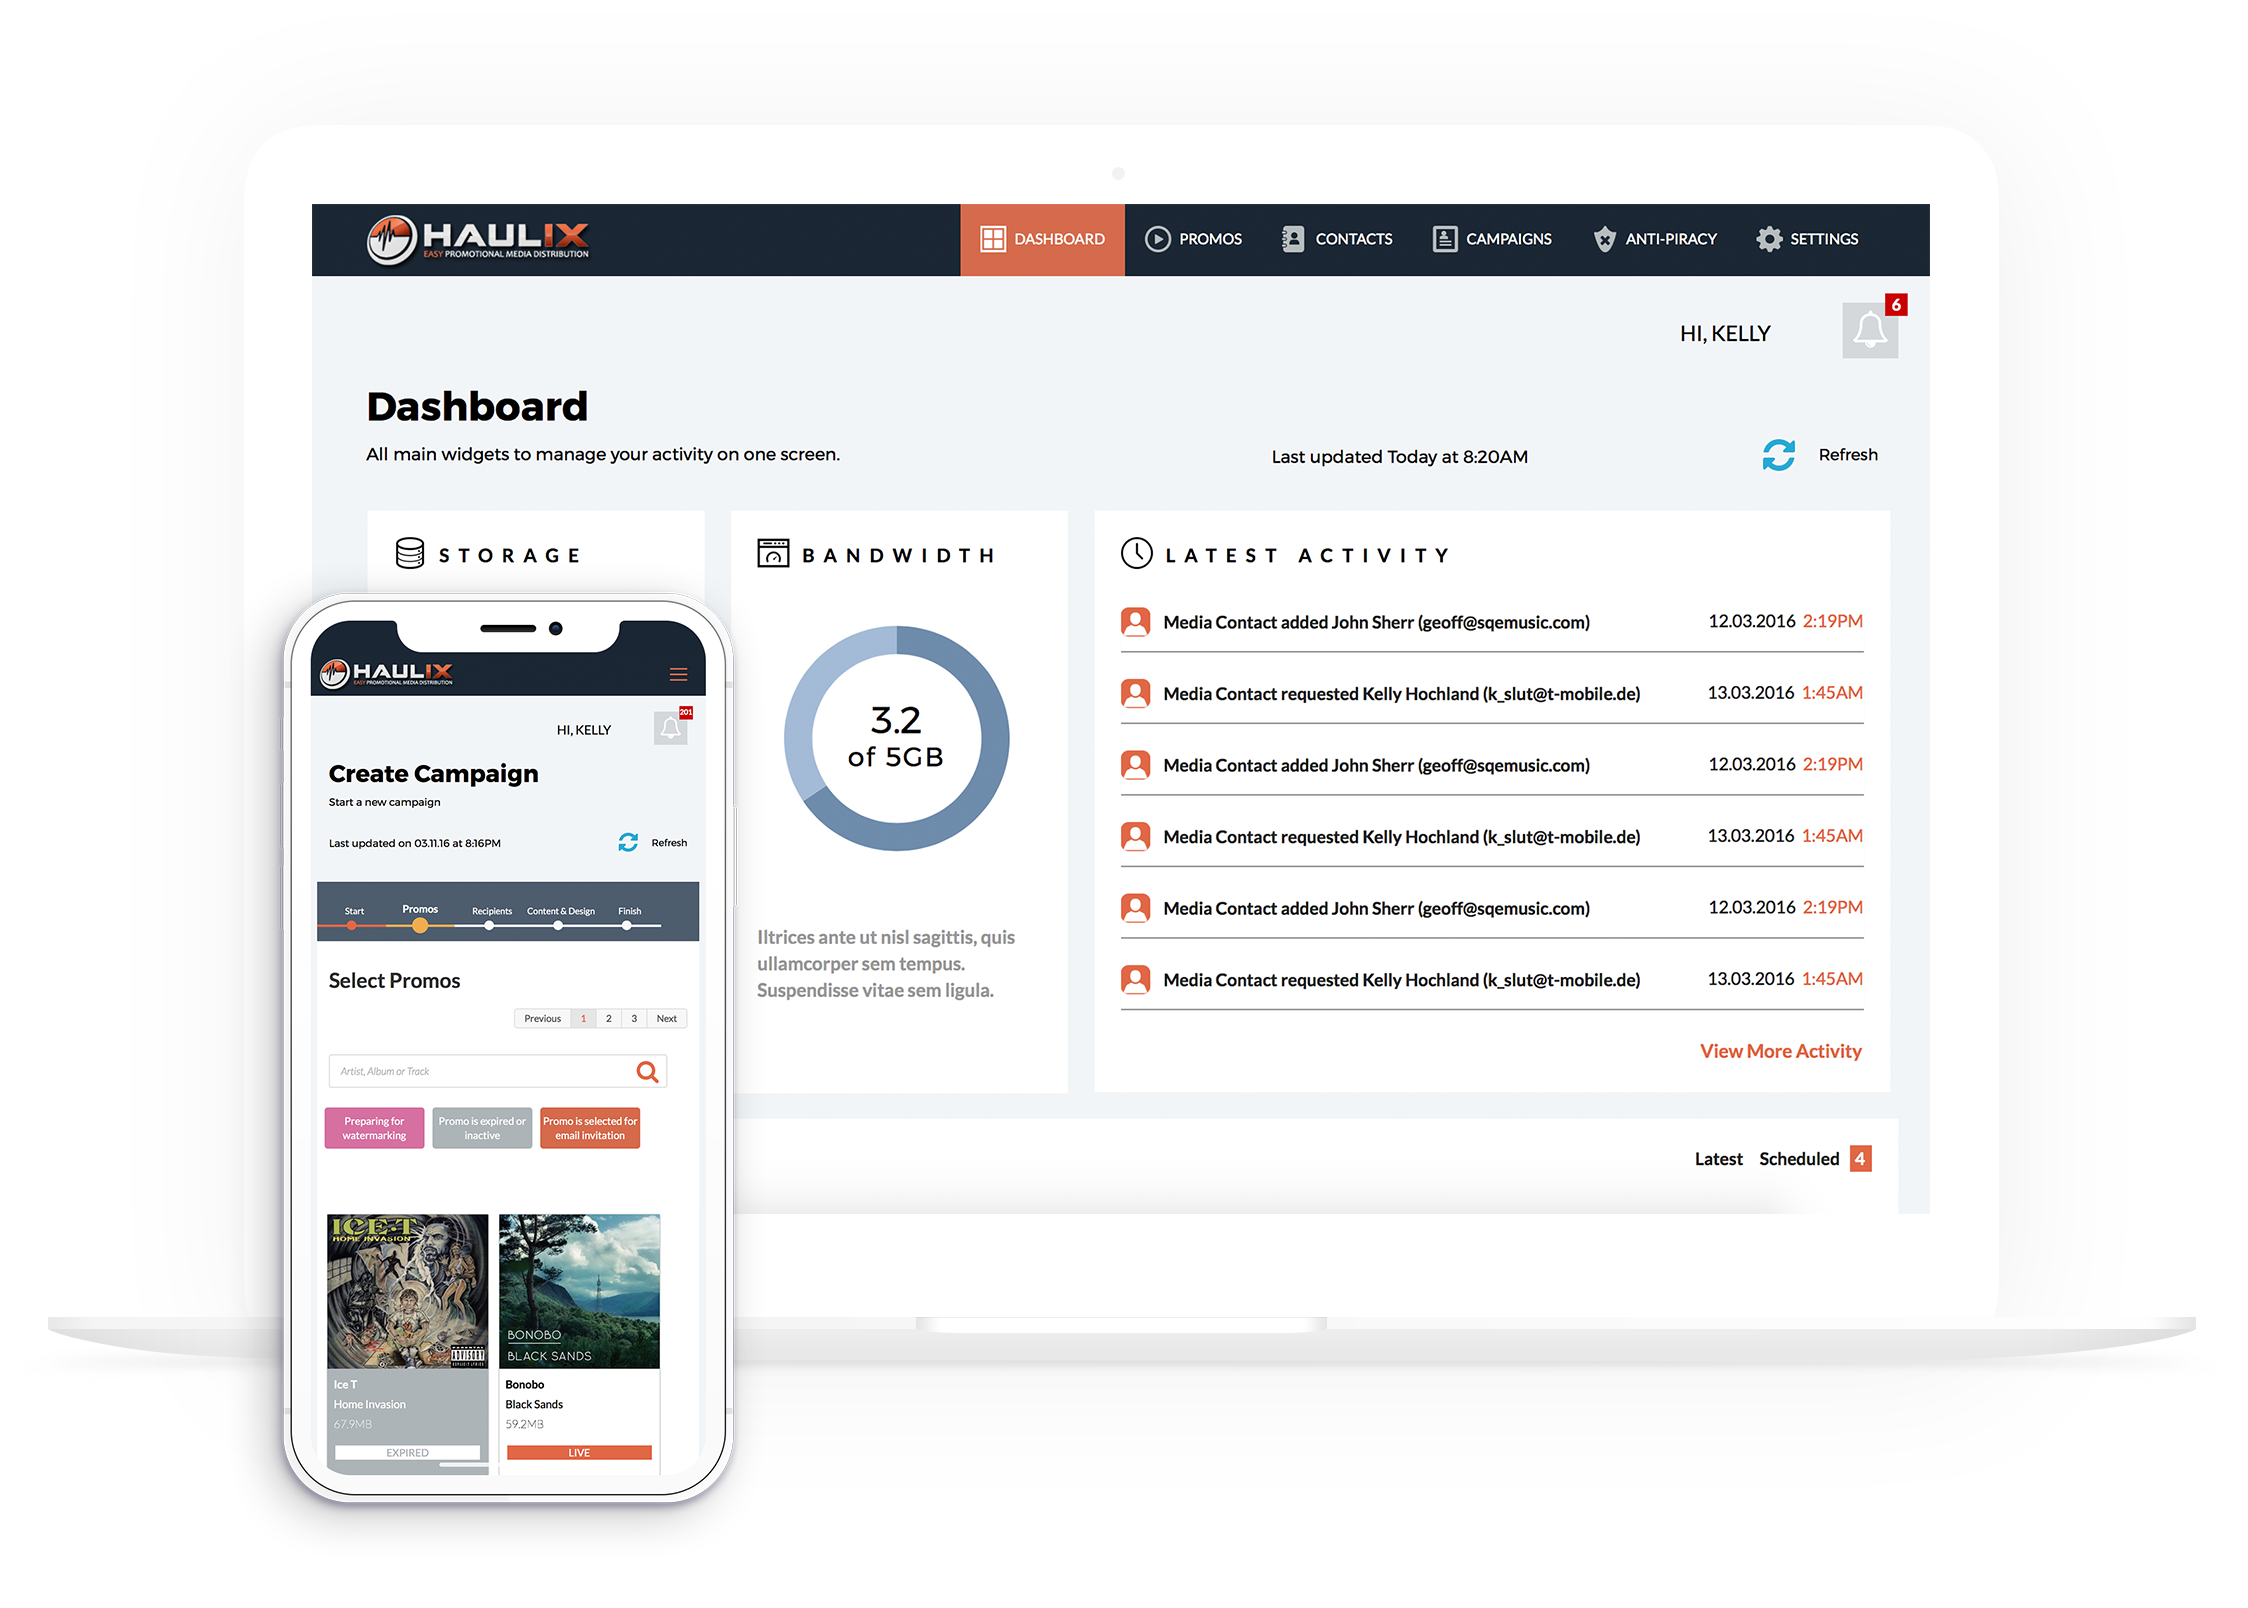 HAULIX
EASY PROMOTIONAL MEDIA DISTRIBUTION
DASHBOARD
PROMOS
CONTACTS
CAMPAIGNS
ANTI-PIRACY
SETTINGS
HI, KELLY
6
Dashboard
All main widgets to manage your activity on one screen.
Last updated Today at 8:20AM
Refresh
STORAGE
BANDWIDTH
3.2
of 5GB
Iltrices ante ut nisl sagittis, quis
ullamcorper sem tempus.
Suspendisse vitae sem ligula.
LATEST ACTIVITY
Media Contact added John Sherr (geoff@sqemusic.com) 12.03.2016 2:19PM
Media Contact requested Kelly Hochland (k_slut@t-mobile.de) 13.03.2016 1:45AM
Media Contact added John Sherr (geoff@sqemusic.com) 12.03.2016 2:19PM
Media Contact requested Kelly Hochland (k_slut@t-mobile.de) 13.03.2016 1:45AM
Media Contact added John Sherr (geoff@sqemusic.com) 12.03.2016 2:19PM
Media Contact requested Kelly Hochland (k_slut@t-mobile.de) 13.03.2016 1:45AM
View More Activity
Latest Scheduled 4
HAULIX
EASY PROMOTIONAL MEDIA DISTRIBUTION
HI, KELLY
201
Create Campaign
Start a new campaign
Last updated on 03.11.16 at 8:16PM
Refresh
Start Promos Recipients Content & Design Finish
Select Promos
Previous 1 2 3 Next
Artist, Album or Track
Preparing for
watermarking
Promo is expired or
inactive
Promo is selected for
email invitation
ICE-T
HOME INVASION
PARENTAL
ADVISORY
EXPLICIT LYRICS
Ice T
Home Invasion
67.9MB
EXPIRED
BONOBO
BLACK SANDS
Bonobo
Black Sands
59.2MB
LIVE